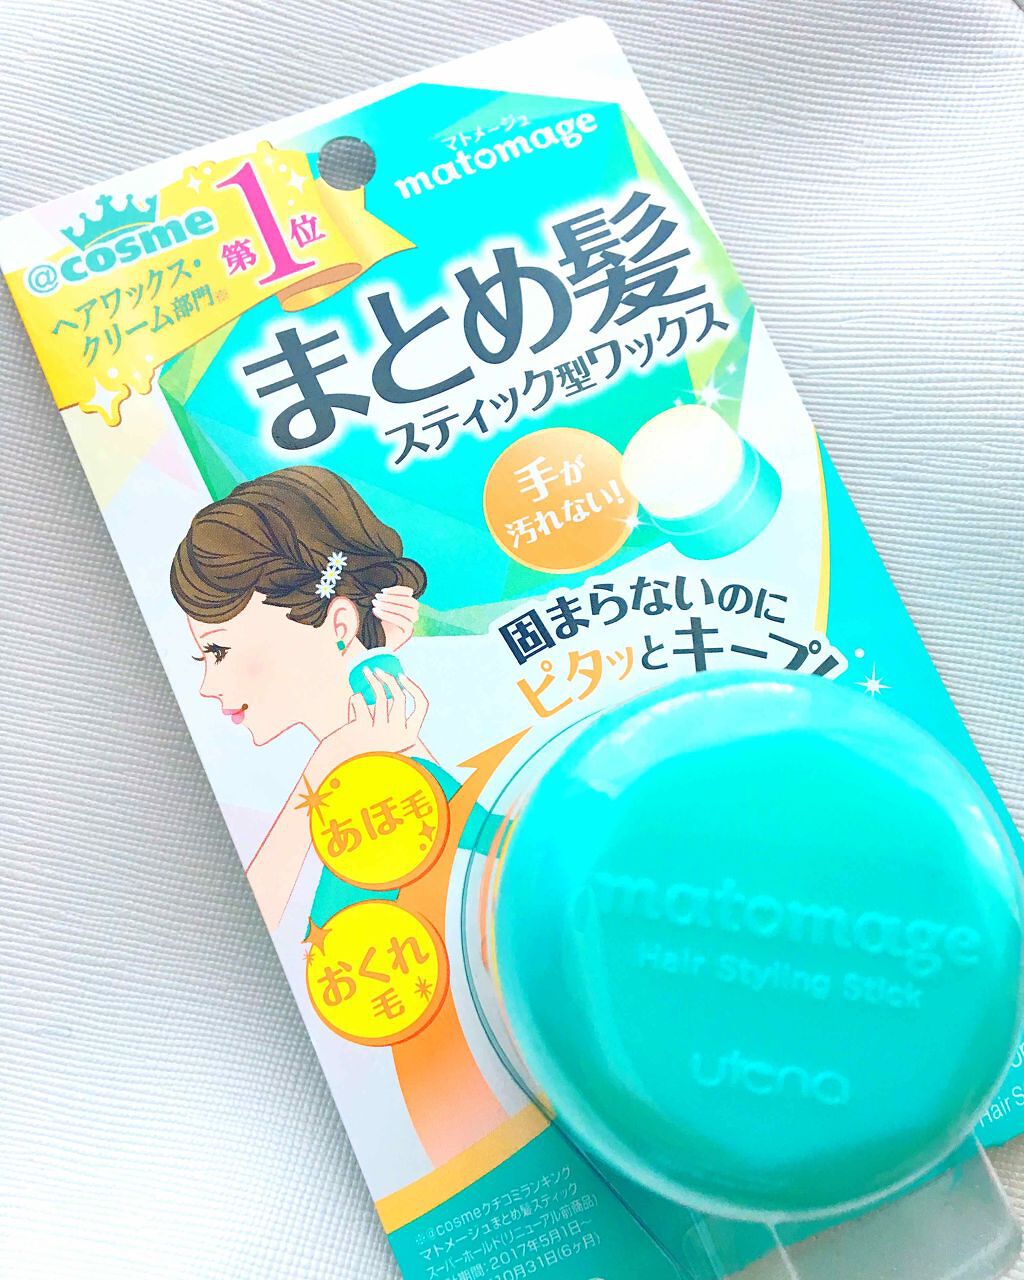 @cosme
ヘアワックス・
クリーム部門※
第1位
マトメージュ
matomage
まとめ髪
スティック型ワックス
手が
汚れない!
固まらないのに
ピタッとキープ!
あほ毛
おくれ
毛
matomage
Hair Styling Stick
utena
Hair S
※@cosmeクチコミランキング
マトメージュまとめ髪スティック
スーパーホールド(リニューアル前商品)
計期間:2017年5月1日～
10月31日(6ヶ月)